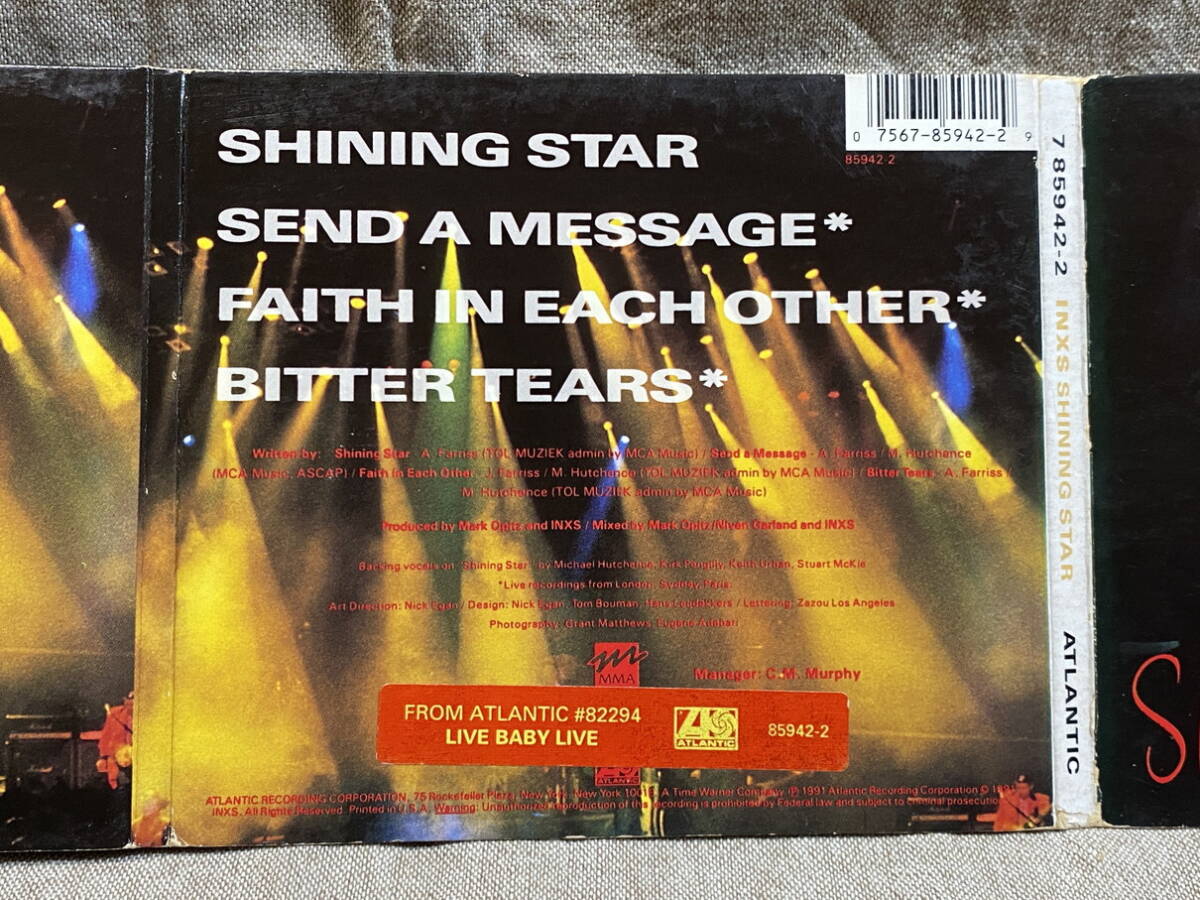 SHINING STAR
SEND A MESSAGE*
FAITH IN EACH OTHER*
BITTER TEARS*
0 7567-85942-2 9
85942-2
Written by: Shining Star - A. Farriss (TOL MUZIEK admin by MCA Music) / Send a Message - A. Farriss / M. Hutchence
(MCA Music, ASCAP) / Faith In Each Other - J. Farriss / M. Hutchence (TOL MUZIEK admin by MCA Music) / Bitter Tears - A. Farriss /
M. Hutchence (TOL MUZIEK admin by MCA Music)
Produced by Mark Opitz and INXS / Mixed by Mark Opitz/Niven Garland and INXS
Backing vocals on "Shining Star" by Michael Hutchence, Kirk Pengilly, Keith Urban, Stuart McKie
*Live recordings from London, Sydney, Paris.
Art Direction: Nick Egan / Design: Nick Egan, Tom Bouman, / Lettering: Zazou Los Angeles
Photography: Grant Matthews, Eugene Adebari
MMA
Manager: C.M. Murphy
FROM ATLANTIC #82294
LIVE BABY LIVE
ATLANTIC
85942-2
ATLANTIC
ATLANTIC RECORDING CORPORATION, 75 Rockefeller Plaza, New York, New York 10019. A Time Warner Company ℗ 1991 Atlantic Recording Corporation © 1991
INXS. All Rights Reserved. Printed in U.S.A. Warning: Unauthorized reproduction of this recording is prohibited by Federal law and subject to criminal prosecution
7 85942-2 INXS SHINING STAR ATLANTIC
S